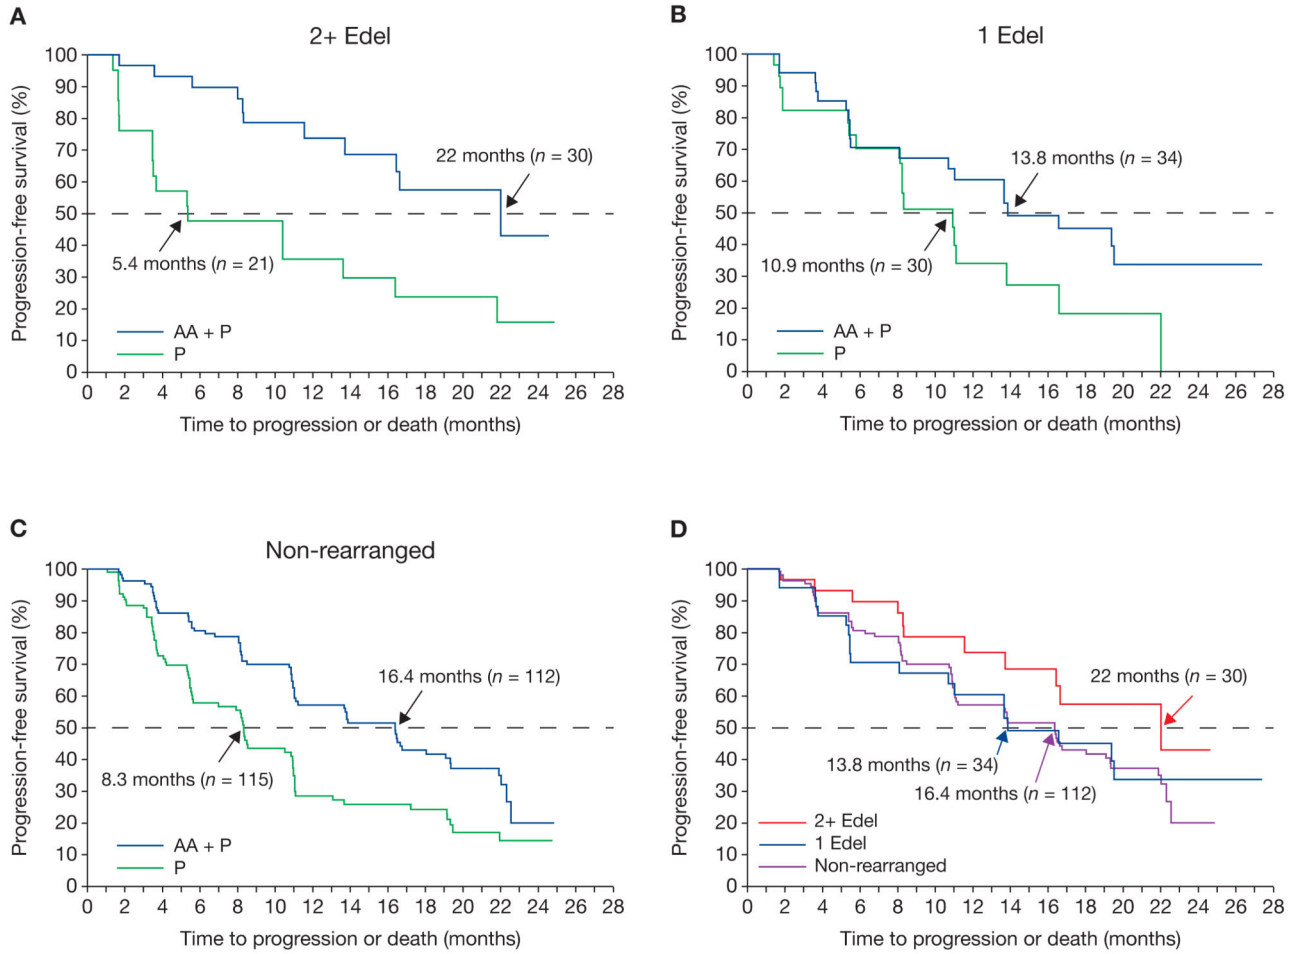 A
2+ Edel
Progression-free survival (%)
100
90
80
70
60
50
40
30
20
10
0
22 months (n = 30)
5.4 months (n = 21)
AA + P
P
0 2 4 6 8 10 12 14 16 18 20 22 24 26 28
Time to progression or death (months)
B
1 Edel
Progression-free survival (%)
100
90
80
70
60
50
40
30
20
10
0
13.8 months (n = 34)
10.9 months (n = 30)
AA + P
P
0 2 4 6 8 10 12 14 16 18 20 22 24 26 28
Time to progression or death (months)
C
Non-rearranged
Progression-free survival (%)
100
90
80
70
60
50
40
30
20
10
0
16.4 months (n = 112)
8.3 months (n = 115)
AA + P
P
0 2 4 6 8 10 12 14 16 18 20 22 24 26 28
Time to progression or death (months)
D
Progression-free survival (%)
100
90
80
70
60
50
40
30
20
10
0
22 months (n = 30)
13.8 months (n = 34)
16.4 months (n = 112)
2+ Edel
1 Edel
Non-rearranged
0 2 4 6 8 10 12 14 16 18 20 22 24 26 28
Time to progression or death (months)